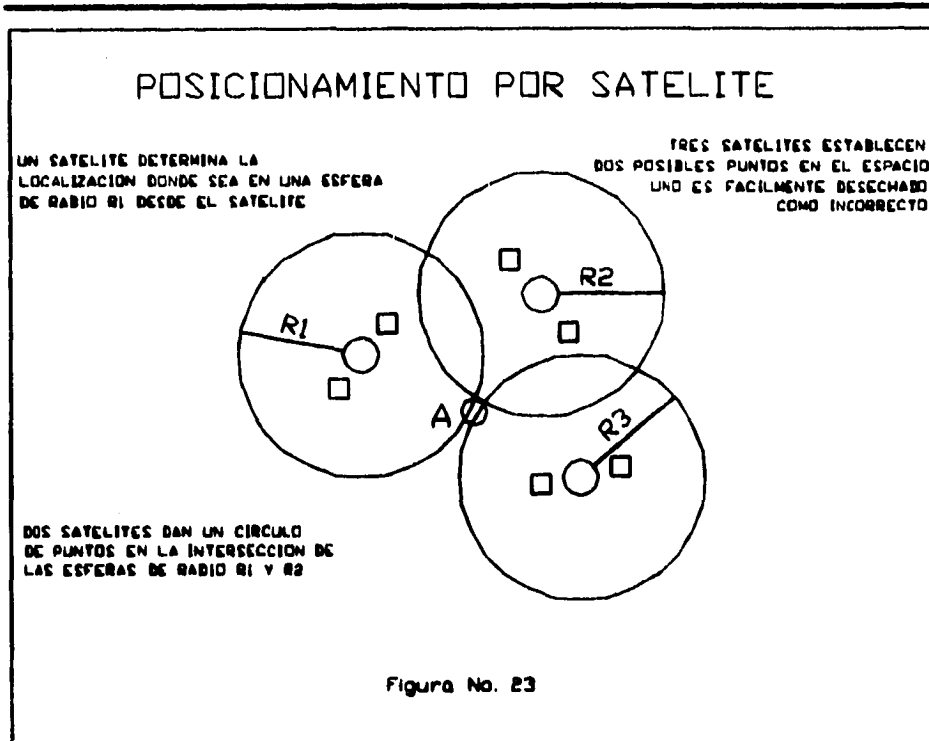 POSICIONAMIENTO POR SATELITE
UN SATELITE DETERMINA LA
LOCALIZACION DONDE SEA EN UNA ESFERA
DE RADIO R1 DESDE EL SATELITE
TRES SATELITES ESTABLECEN
DOS POSIBLES PUNTOS EN EL ESPACIO
UNO ES FACILMENTE DESECHADO
COMO INCORRECTO
R1
R2
A
R3
DOS SATELITES DAN UN CIRCULO
DE PUNTOS EN LA INTERSECCION DE
LAS ESFERAS DE RADIO R1 Y R2
Figura No. 23